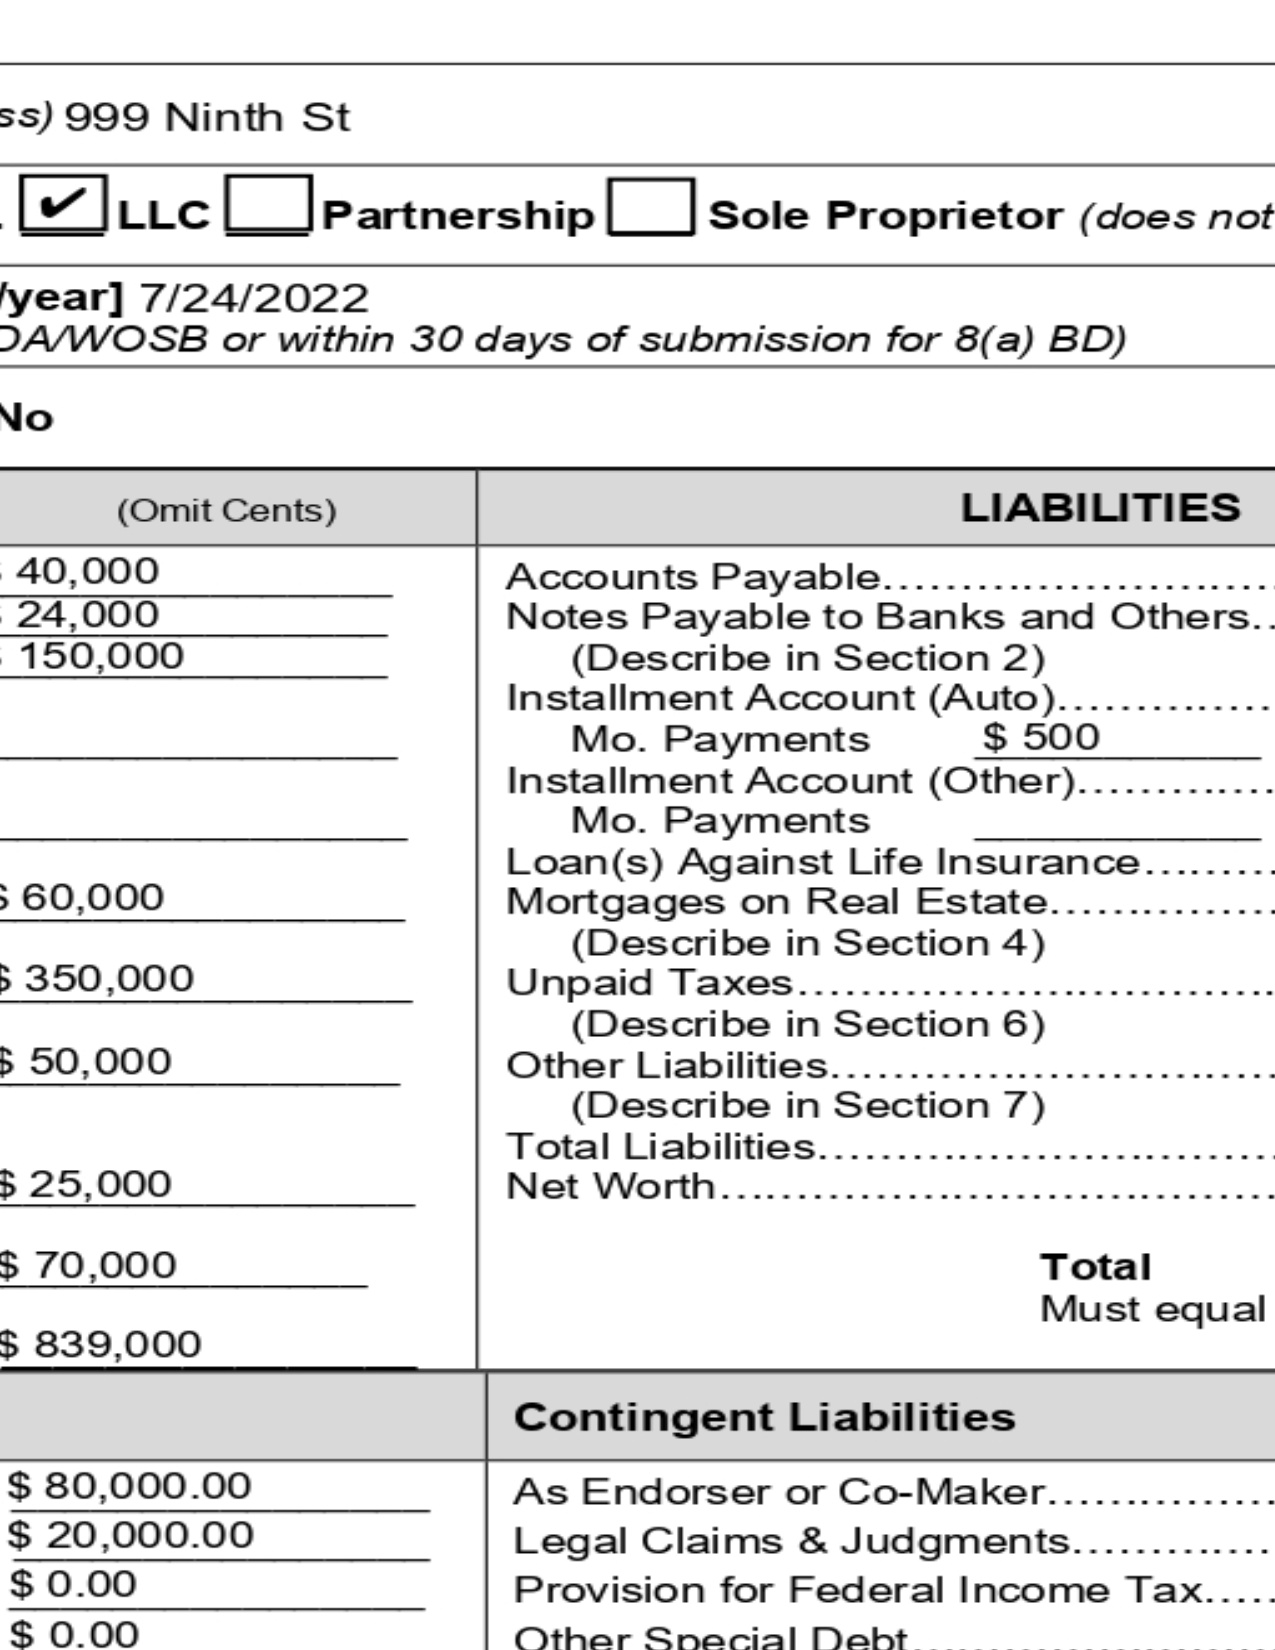 ss) 999 Ninth St
LLC Partnership Sole Proprietor (does not
/year] 7/24/2022
DA/WOSB or within 30 days of submission for 8(a) BD)
No
(Omit Cents) LIABILITIES
$ 40,000 Accounts Payable
$ 24,000 Notes Payable to Banks and Others
$ 150,000 (Describe in Section 2)
Installment Account (Auto)
Mo. Payments $ 500
Installment Account (Other)
Mo. Payments
Loan(s) Against Life Insurance
$ 60,000 Mortgages on Real Estate
(Describe in Section 4)
$ 350,000 Unpaid Taxes
(Describe in Section 6)
$ 50,000 Other Liabilities
(Describe in Section 7)
Total Liabilities
$ 25,000 Net Worth
$ 70,000 Total
Must equal
$ 839,000
Contingent Liabilities
$ 80,000.00 As Endorser or Co-Maker
$ 20,000.00 Legal Claims & Judgments
$ 0.00 Provision for Federal Income Tax
$ 0.00 Other Special Debt